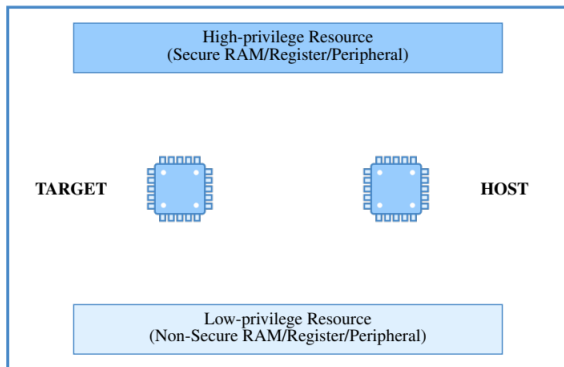 High-privilege Resource
(Secure RAM/Register/Peripheral)
TARGET
HOST
Low-privilege Resource
(Non-Secure RAM/Register/Peripheral)